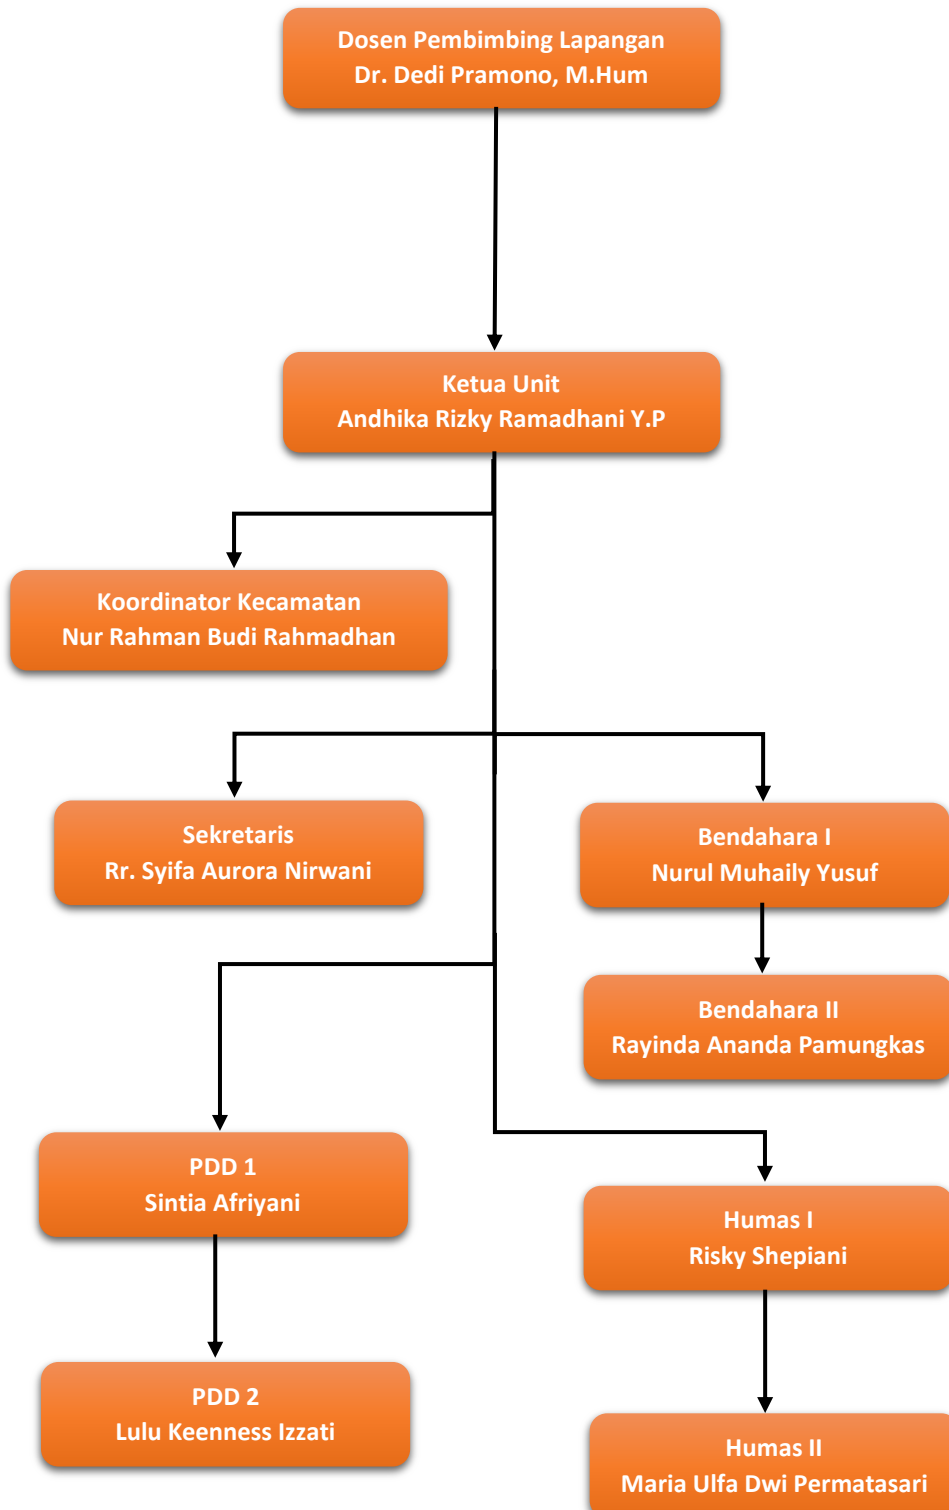 Dosen Pembimbing Lapangan
Dr. Dedi Pramono, M.Hum
Ketua Unit
Andhika Rizky Ramadhani Y.P
Koordinator Kecamatan
Nur Rahman Budi Rahmadhan
Sekretaris
Rr. Syifa Aurora Nirwani
Bendahara I
Nurul Muhaily Yusuf
Bendahara II
Rayinda Ananda Pamungkas
PDD 1
Sintia Afriyani
Humas I
Risky Shepiani
PDD 2
Lulu Keenness Izzati
Humas II
Maria Ulfa Dwi Permatasari